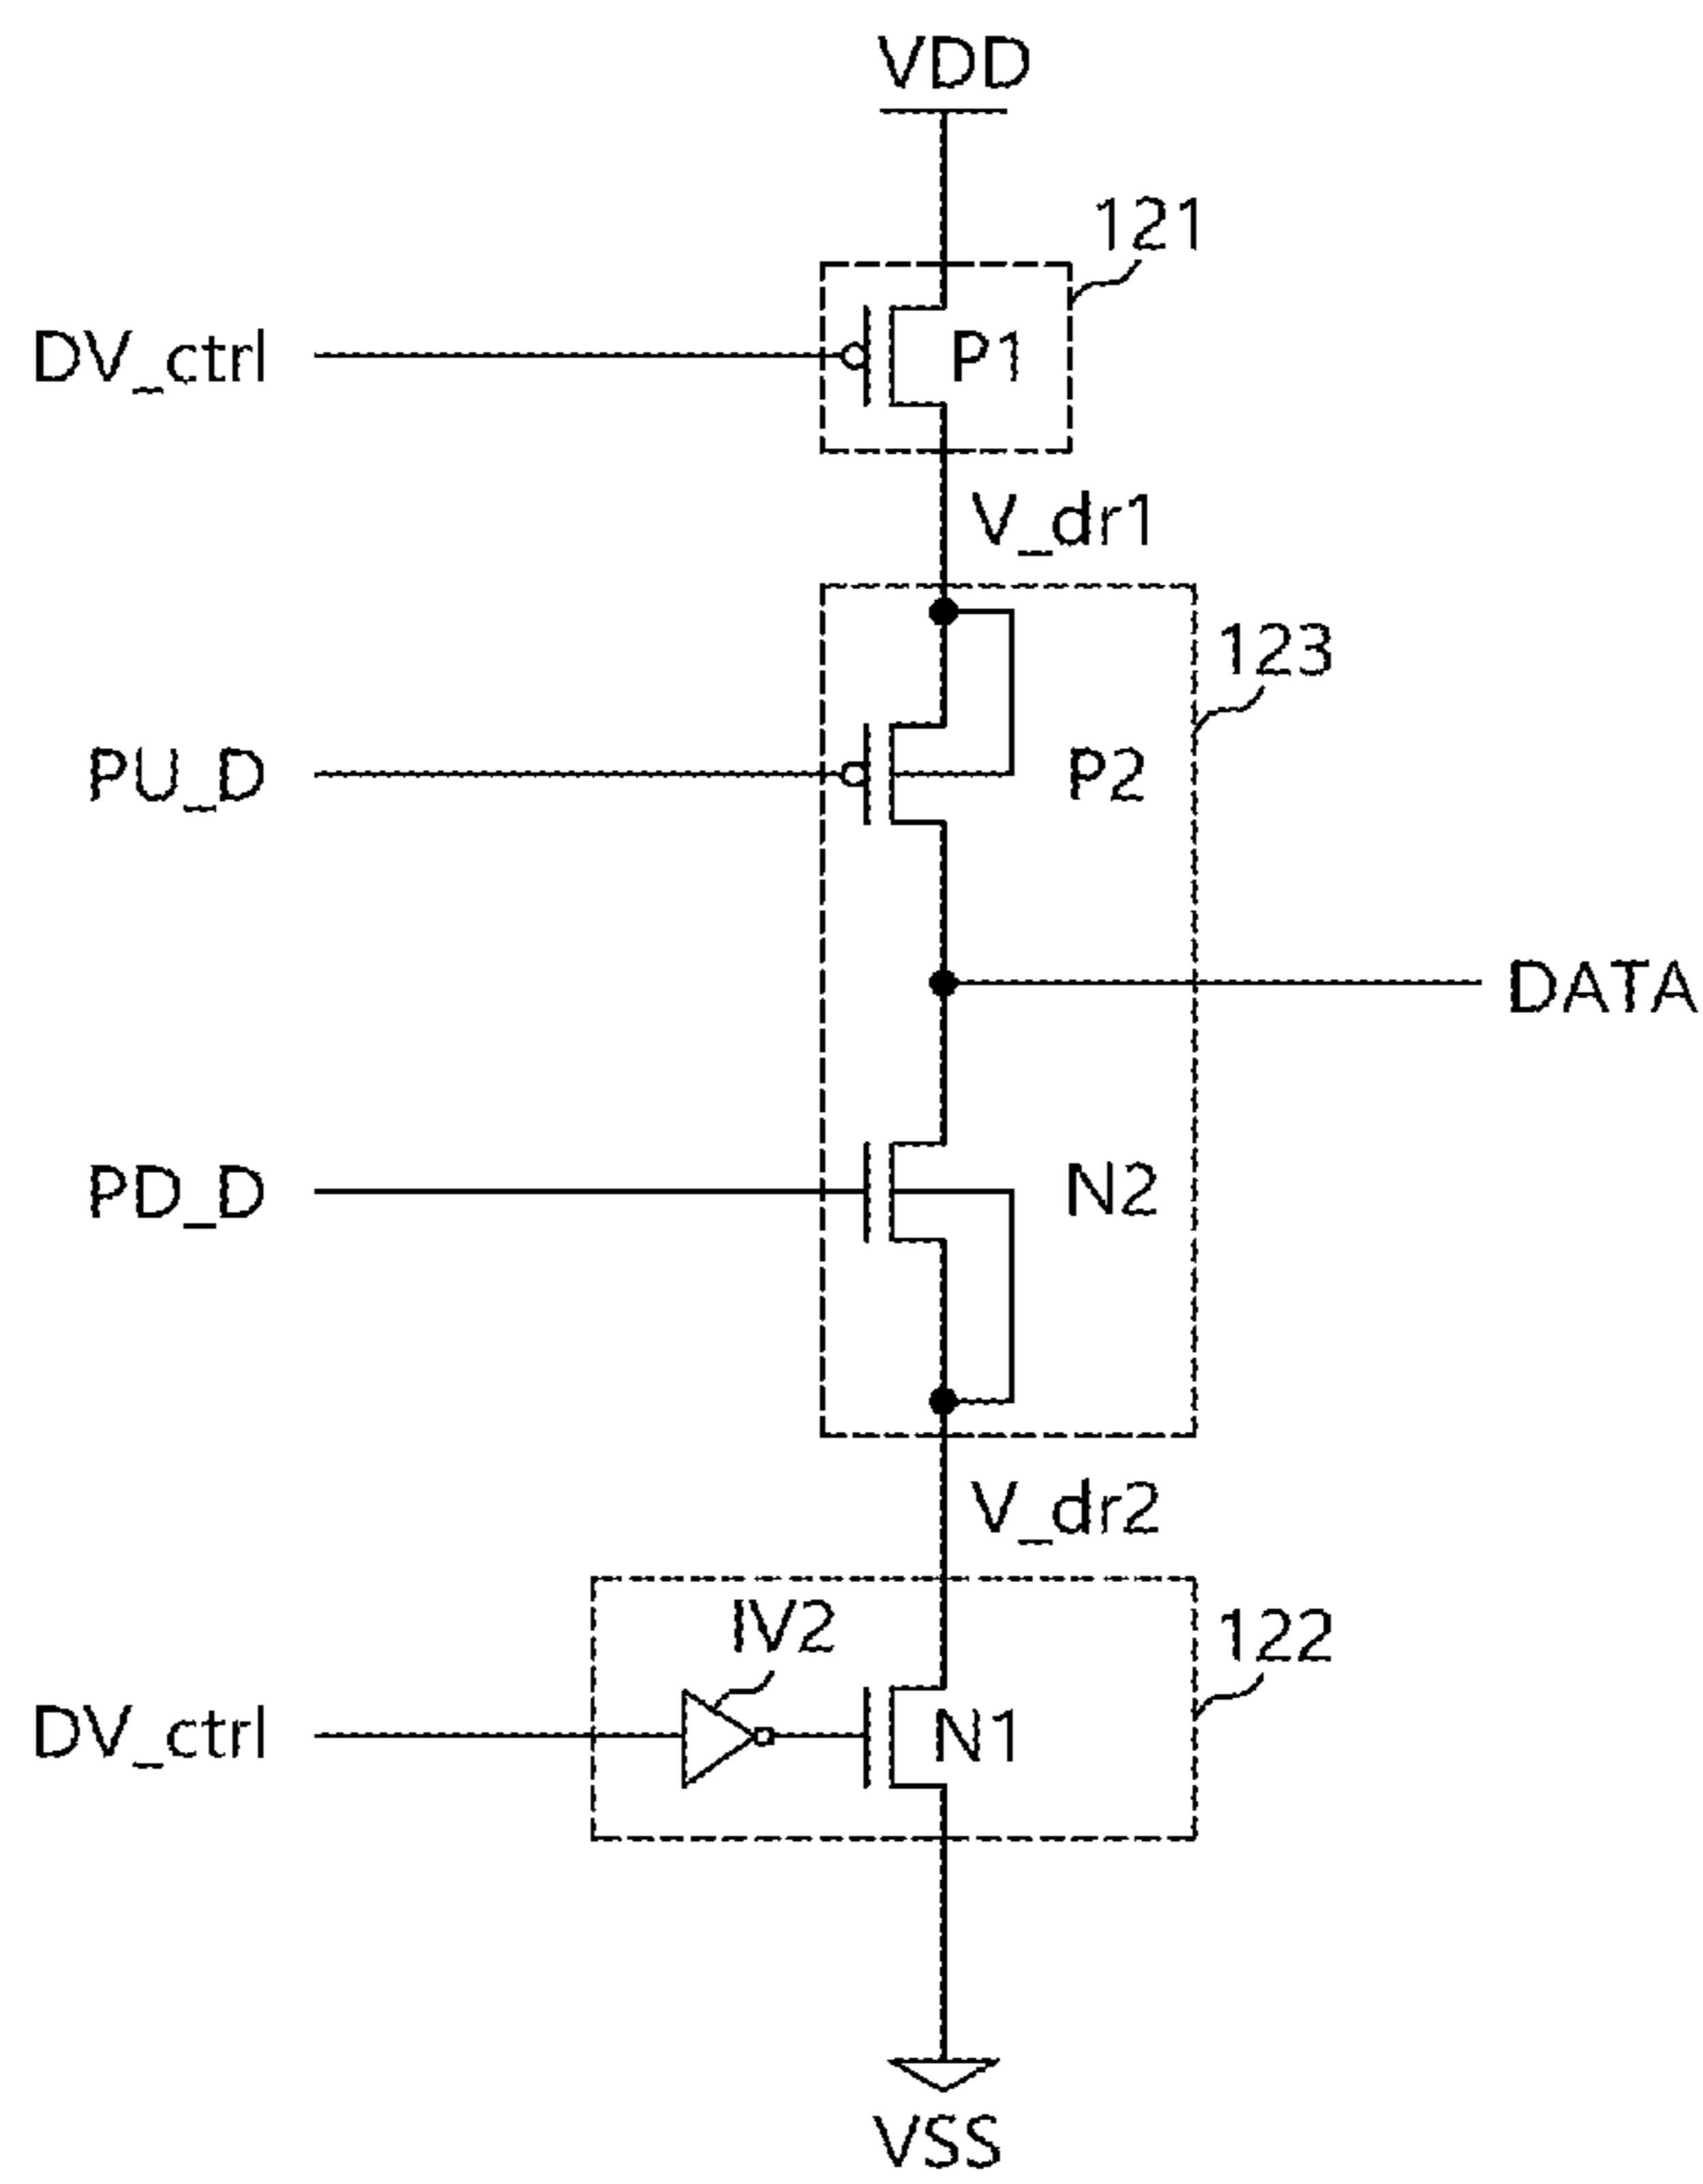 VDD
121
DV_ctrl
P1
V_dr1
123
PU_D
P2
DATA
PD_D
N2
V_dr2
IV2
122
DV_ctrl
N1
VSS